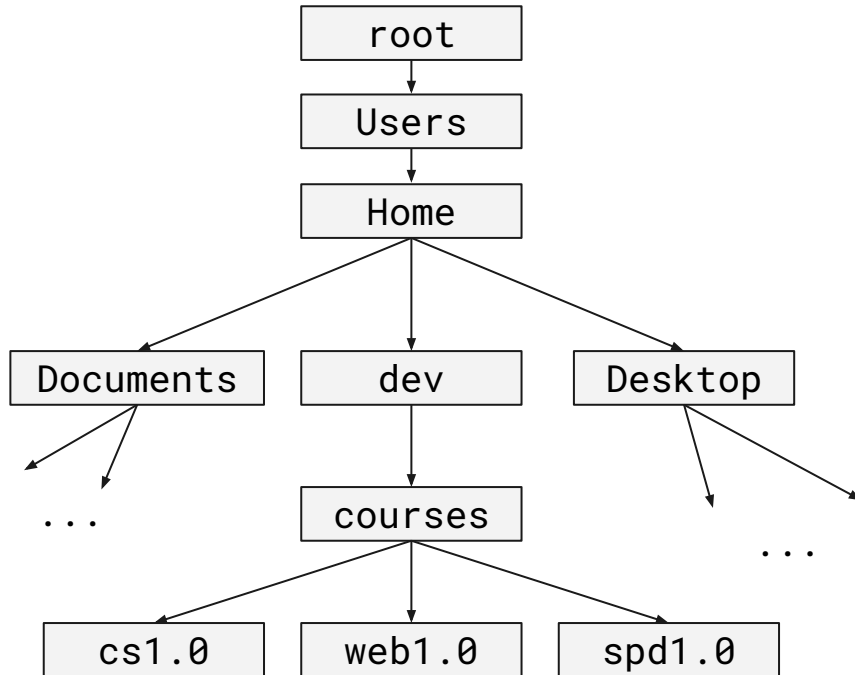 root
Users
Home
Documents
dev
Desktop
...
courses
...
cs1.0
web1.0
spd1.0